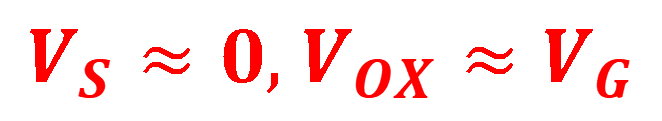 V_S ≈ 0, V_OX ≈ V_G